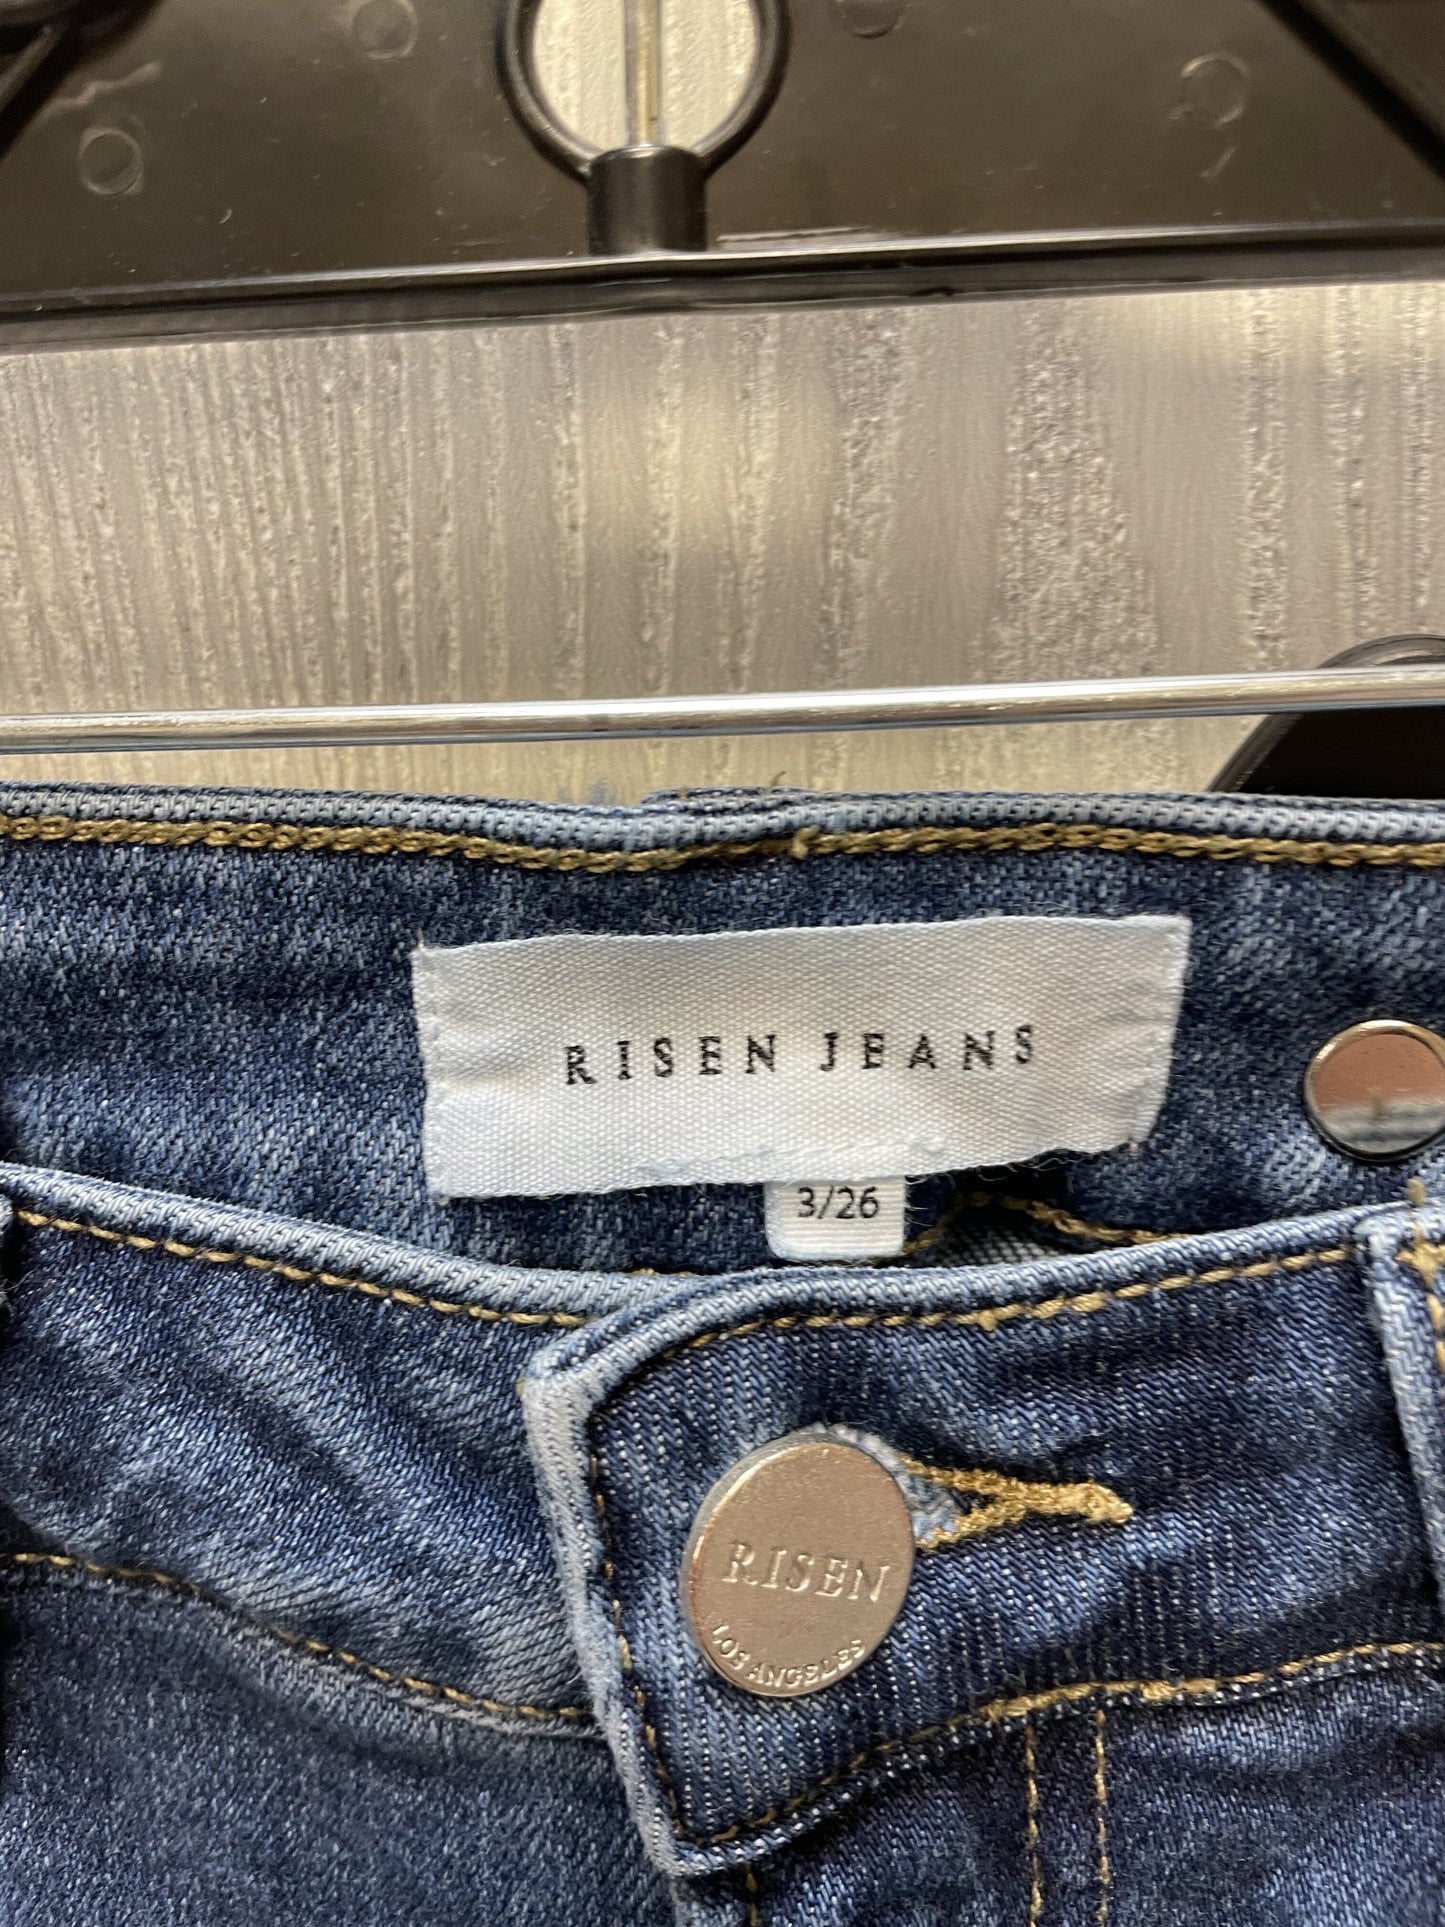 RISEN JEANS
3/26
RISEN
LOS ANGELES